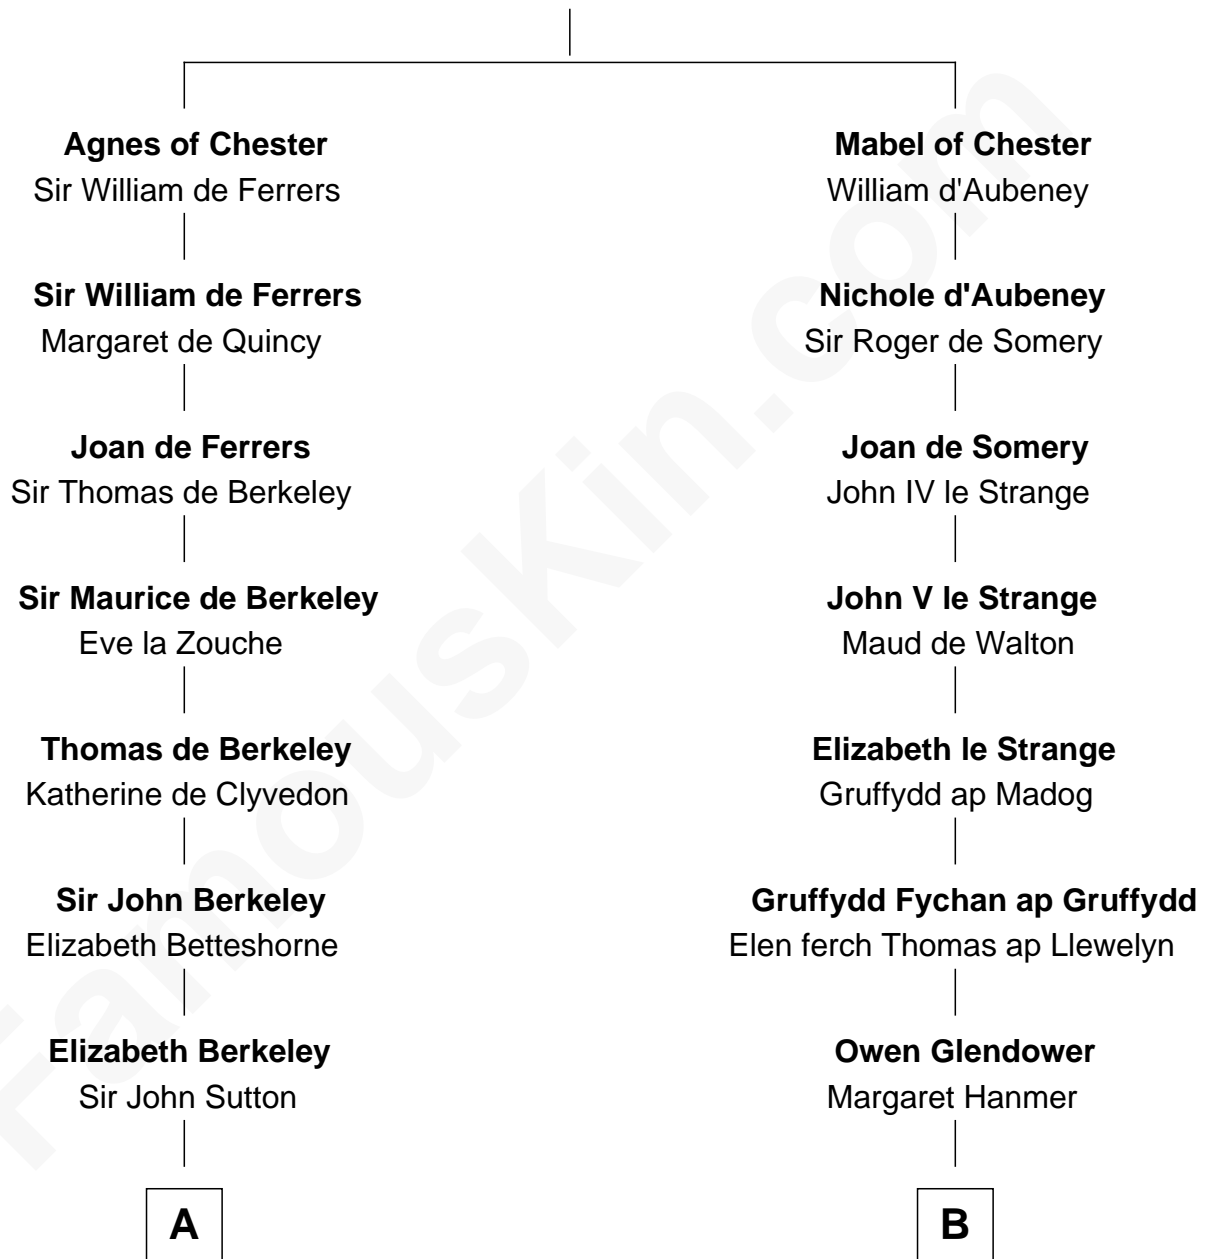 Agnes of Chester
Sir William de Ferrers
Sir William de Ferrers
Margaret de Quincy
Joan de Ferrers
Sir Thomas de Berkeley
Sir Maurice de Berkeley
Eve la Zouche
Thomas de Berkeley
Katherine de Clyvedon
Sir John Berkeley
Elizabeth Betteshorne
Elizabeth Berkeley
Sir John Sutton
A
Mabel of Chester
William d'Aubeney
Nichole d'Aubeney
Sir Roger de Somery
Joan de Somery
John IV le Strange
John V le Strange
Maud de Walton
Elizabeth le Strange
Gruffydd ap Madog
Gruffydd Fychan ap Gruffydd
Elen ferch Thomas ap Llewelyn
Owen Glendower
Margaret Hanmer
B
FamousKin.com